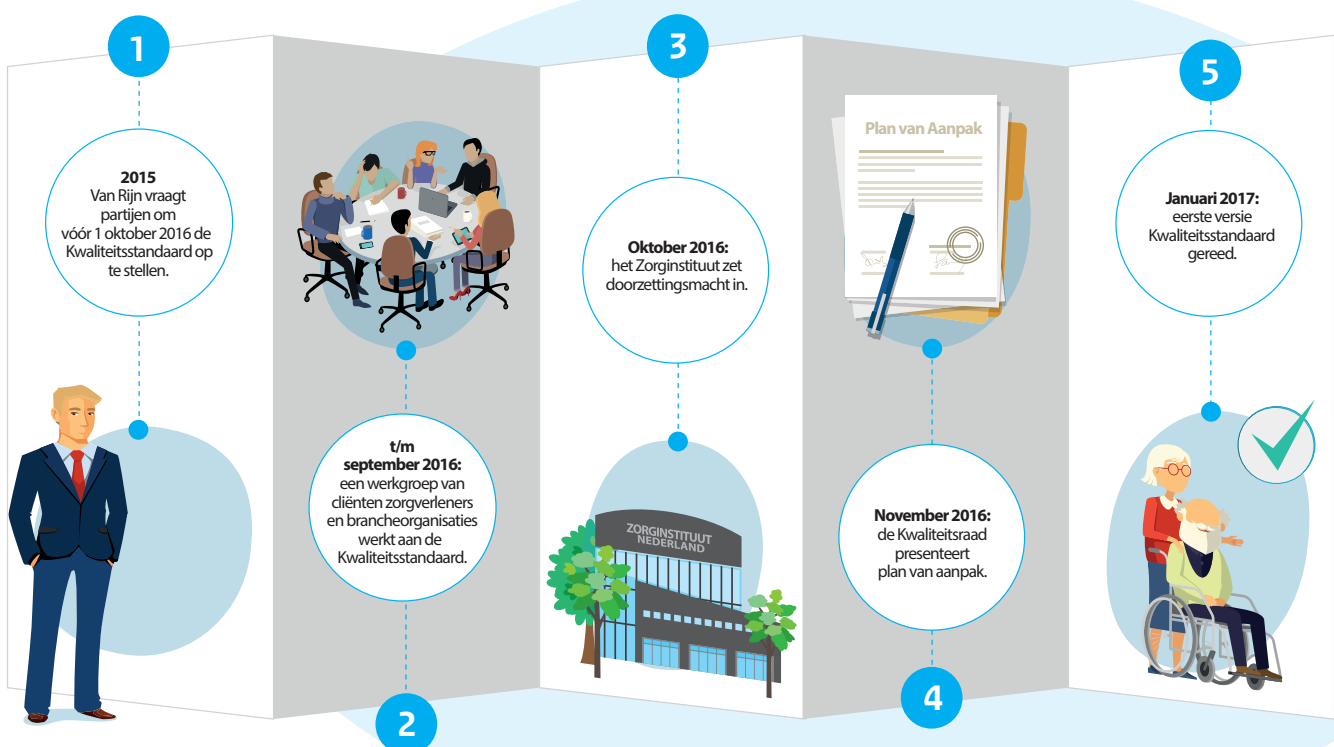 1
2015
Van Rijn vraagt
partijen om
vóór 1 oktober 2016 de
Kwaliteitsstandaard op
te stellen.
t/m
september 2016:
een werkgroep van
cliënten zorgverleners
en brancheorganisaties
werkt aan de
Kwaliteitsstandaard.
2
3
Oktober 2016:
het Zorginstituut zet
doorzettingsmacht in.
ZORGINSTITUUT
NEDERLAND
Plan van Aanpak
November 2016:
de Kwaliteitsraad
presenteert
plan van aanpak.
4
5
Januari 2017:
eerste versie
Kwaliteitsstandaard
gereed.